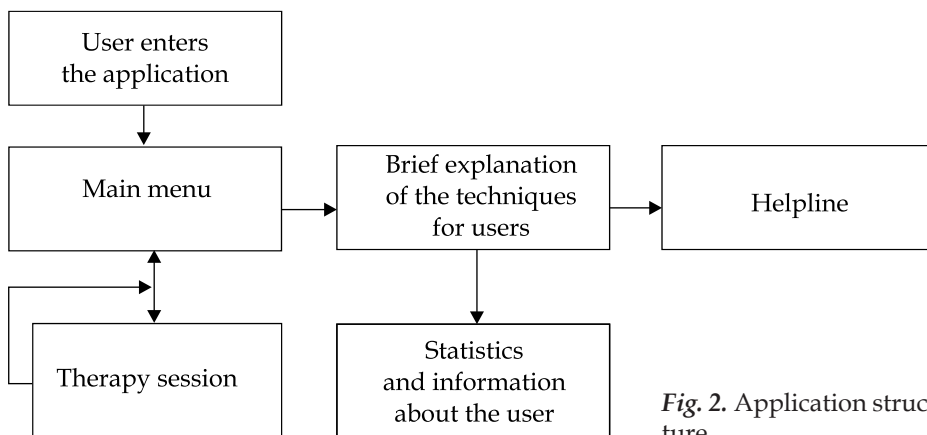 User enters
the application
Main menu
Brief explanation
of the techniques
for users
Helpline
Therapy session
Statistics
and information
about the user
Fig. 2. Application struc
ture